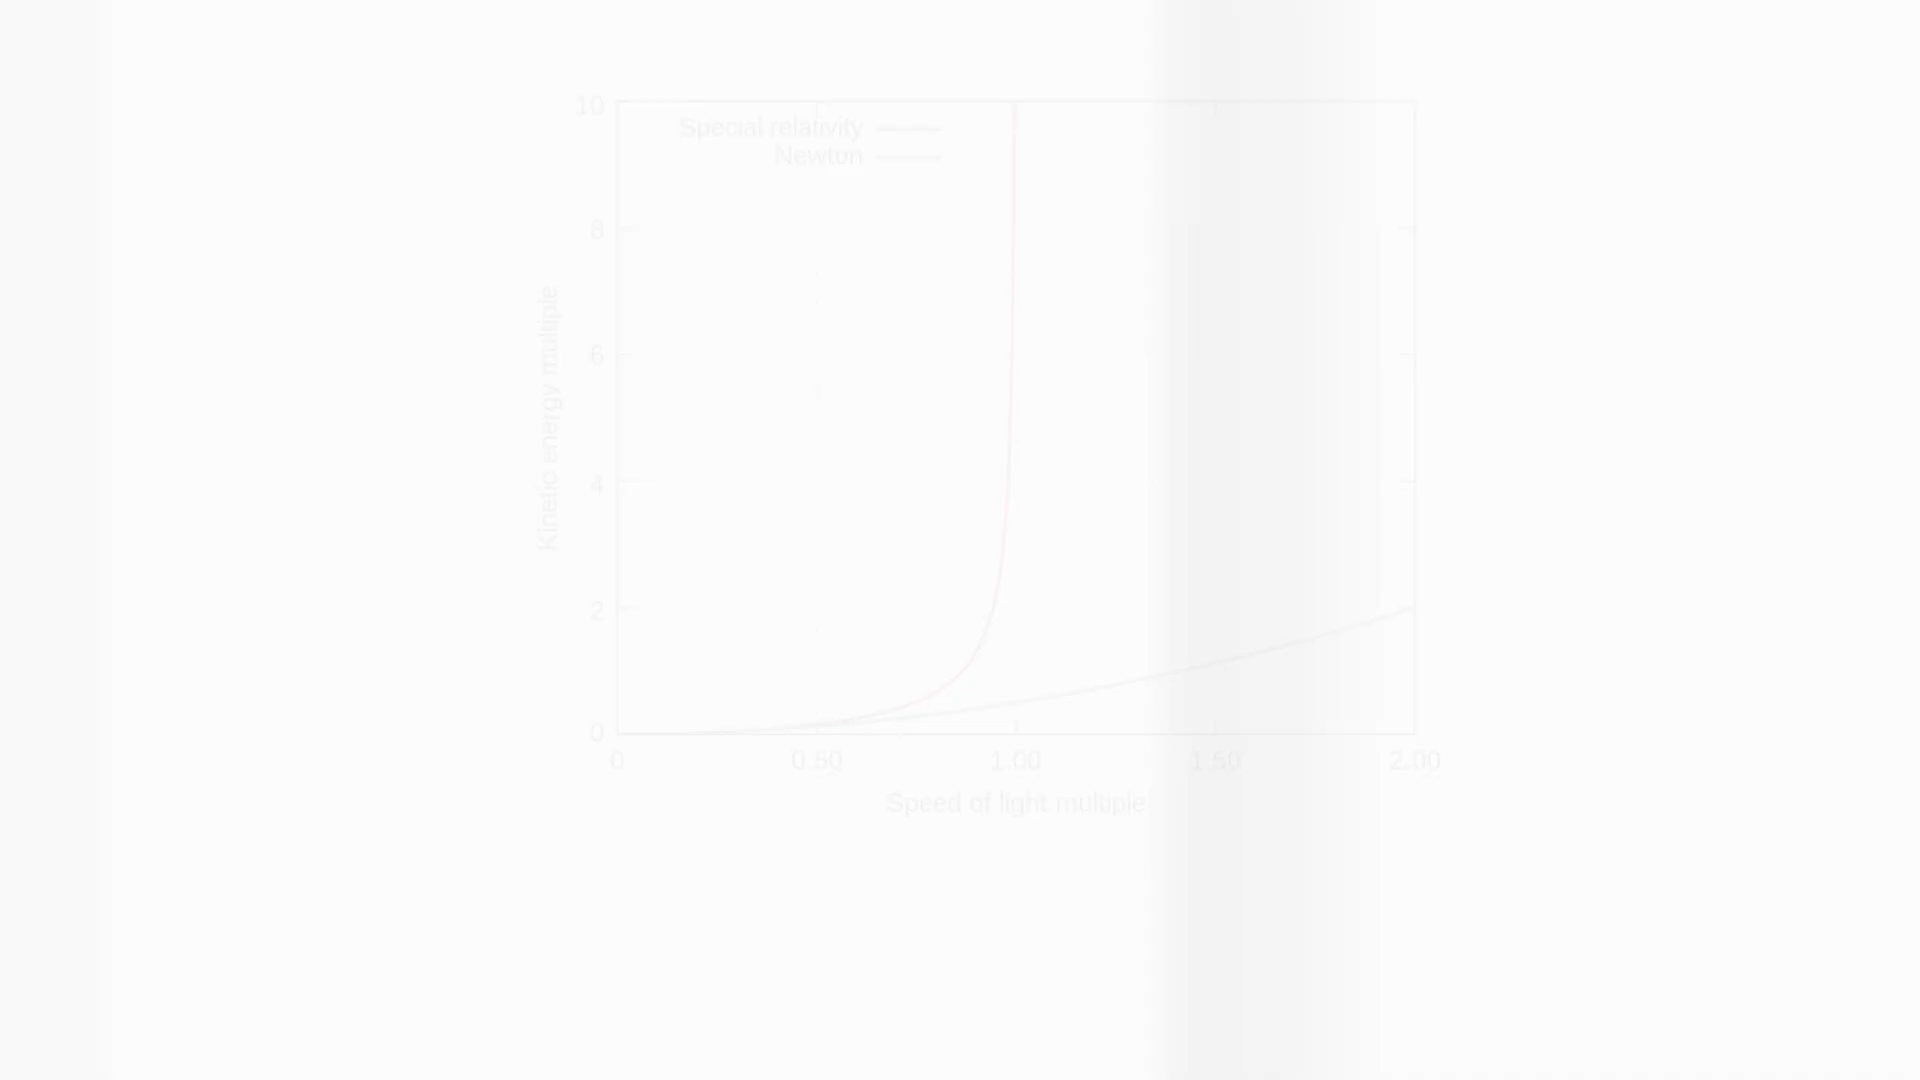 10
Special relativity
Newton
8
6
Kinetic energy multiple
4
2
0
0 0.50 1.00 1.50 2.00
Speed of light multiple